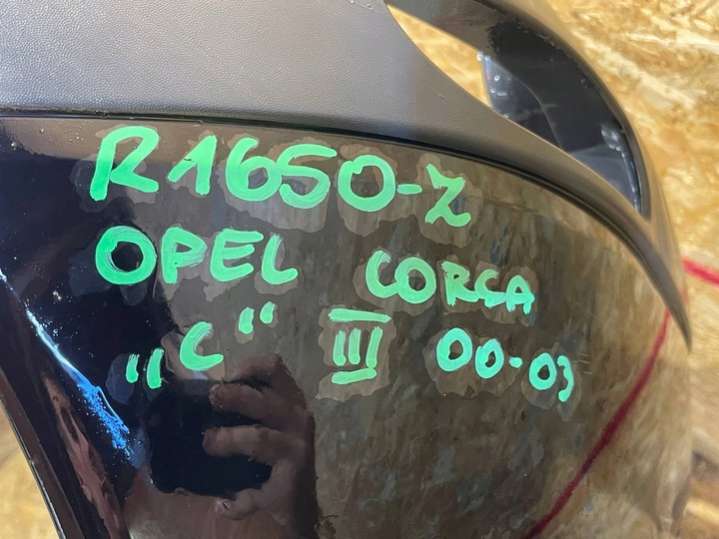 R1650-Z
OPEL CORSA
„C" III 00-03